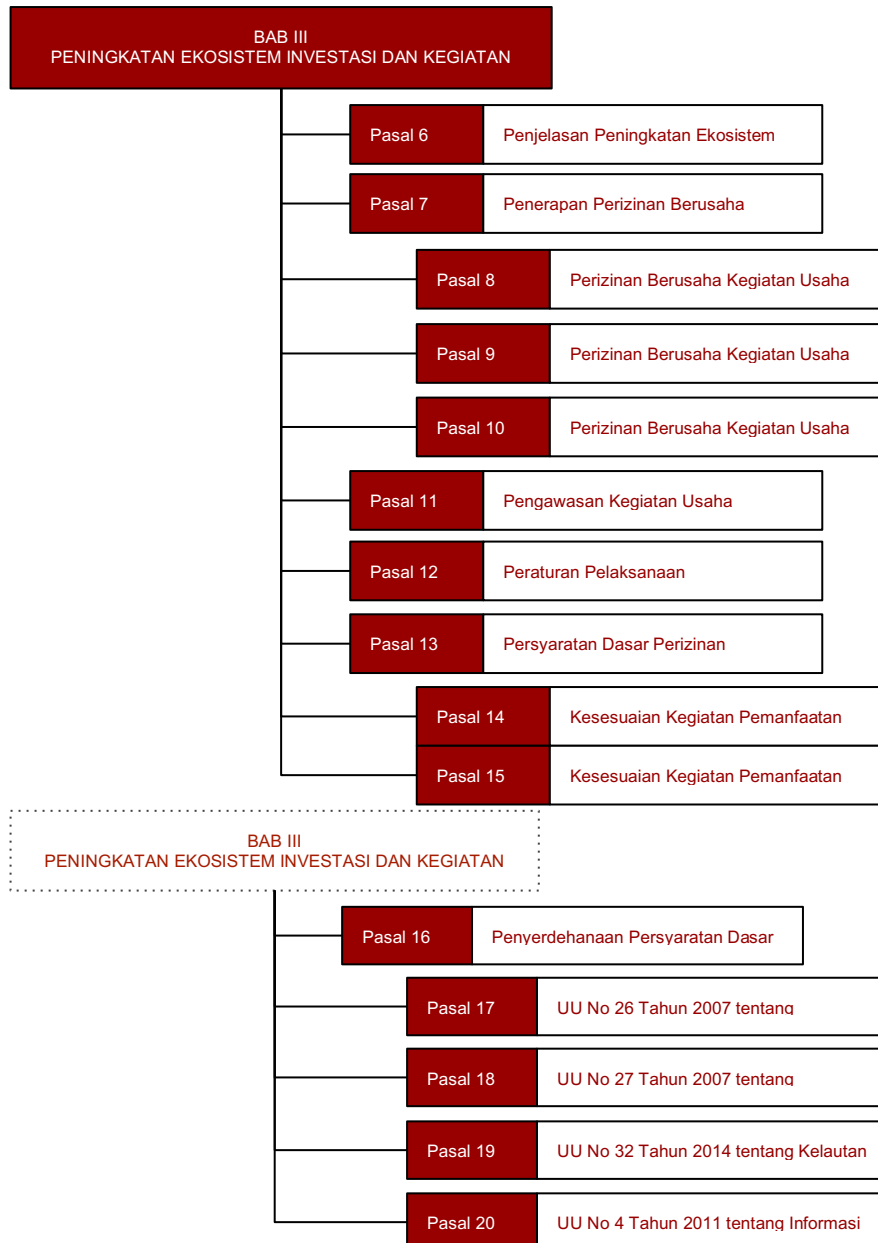 BAB III
PENINGKATAN EKOSISTEM INVESTASI DAN KEGIATAN
Pasal 6 Penjelasan Peningkatan Ekosistem
Pasal 7 Penerapan Perizinan Berusaha
Pasal 8 Perizinan Berusaha Kegiatan Usaha
Pasal 9 Perizinan Berusaha Kegiatan Usaha
Pasal 10 Perizinan Berusaha Kegiatan Usaha
Pasal 11 Pengawasan Kegiatan Usaha
Pasal 12 Peraturan Pelaksanaan
Pasal 13 Persyaratan Dasar Perizinan
Pasal 14 Kesesuaian Kegiatan Pemanfaatan
Pasal 15 Kesesuaian Kegiatan Pemanfaatan
BAB III
PENINGKATAN EKOSISTEM INVESTASI DAN KEGIATAN
Pasal 16 Penyerdehanaan Persyaratan Dasar
Pasal 17 UU No 26 Tahun 2007 tentang
Pasal 18 UU No 27 Tahun 2007 tentang
Pasal 19 UU No 32 Tahun 2014 tentang Kelautan
Pasal 20 UU No 4 Tahun 2011 tentang Informasi